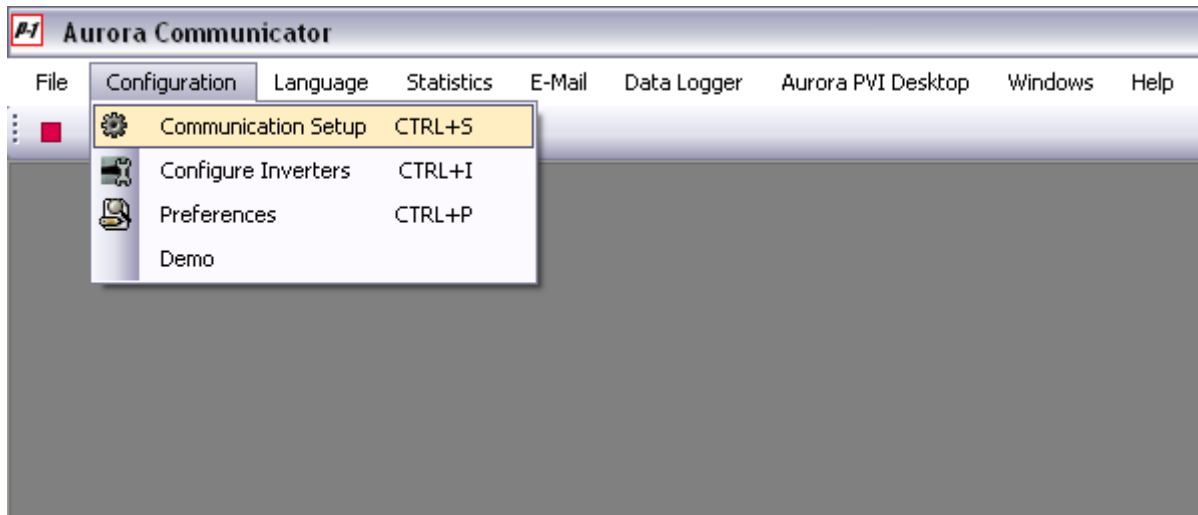 P-1 Aurora Communicator
File Configuration Language Statistics E-Mail Data Logger Aurora PVI Desktop Windows Help
Communication Setup CTRL+S
Configure Inverters CTRL+I
Preferences CTRL+P
Demo